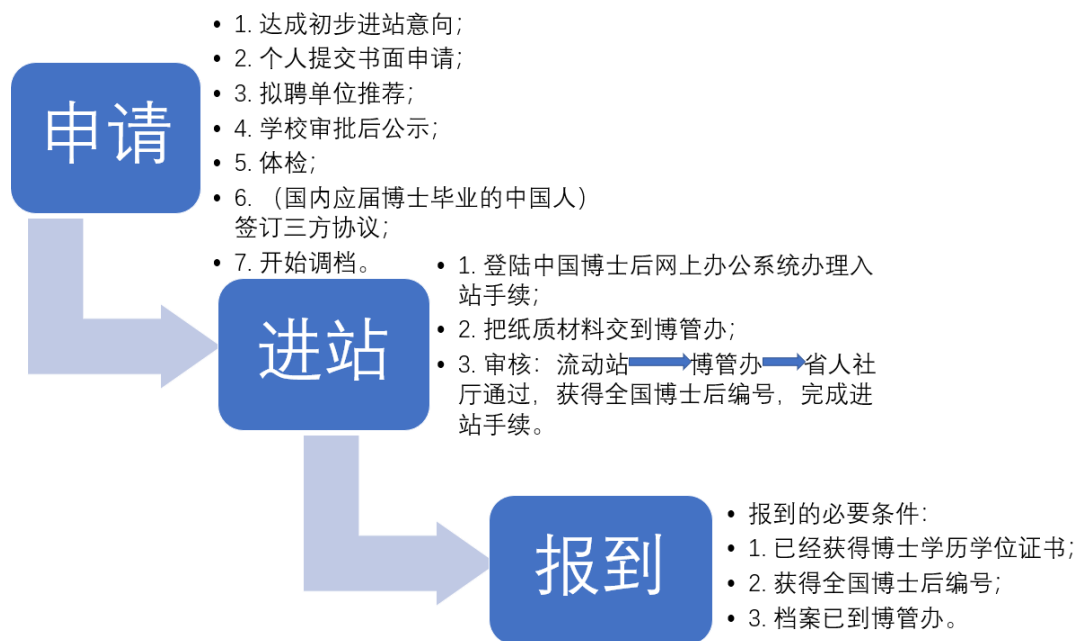 申请
• 1. 达成初步进站意向；
• 2. 个人提交书面申请；
• 3. 拟聘单位推荐；
• 4. 学校审批后公示；
• 5. 体检；
• 6. （国内应届博士毕业的中国人）
签订三方协议；
• 7. 开始调档。
进站
• 1. 登陆中国博士后网上办公系统办理入
站手续；
• 2. 把纸质材料交到博管办；
• 3. 审核：流动站 博管办 省人社
厅通过，获得全国博士后编号，完成进
站手续。
报到
• 报到的必要条件：
• 1. 已经获得博士学历学位证书；
• 2. 获得全国博士后编号；
• 3. 档案已到博管办。